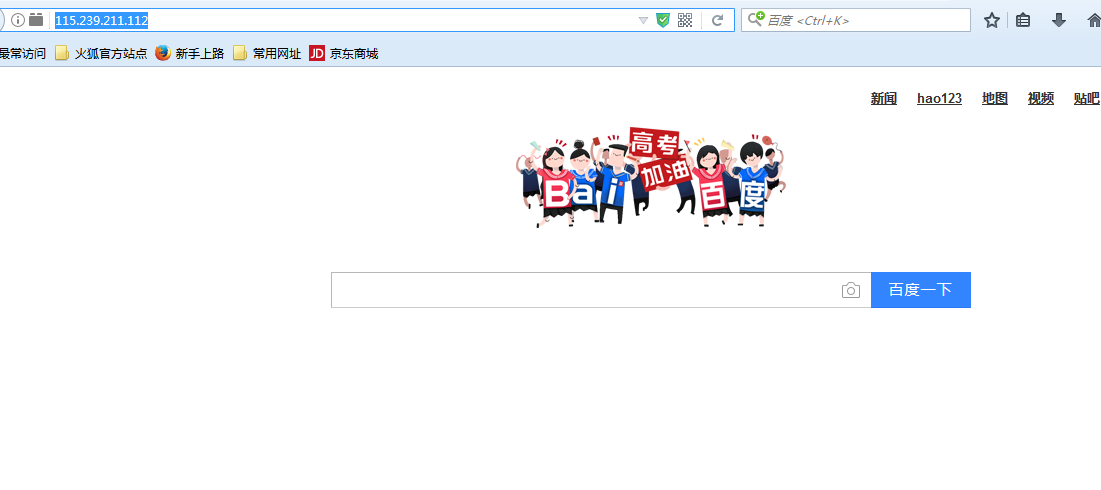 115.239.211.112 百度 <Ctrl+K>
最常访问 火狐官方站点 新手上路 常用网址 JD 京东商城
新闻 hao123 地图 视频 贴吧
高考
加油
Bai 百度
百度一下